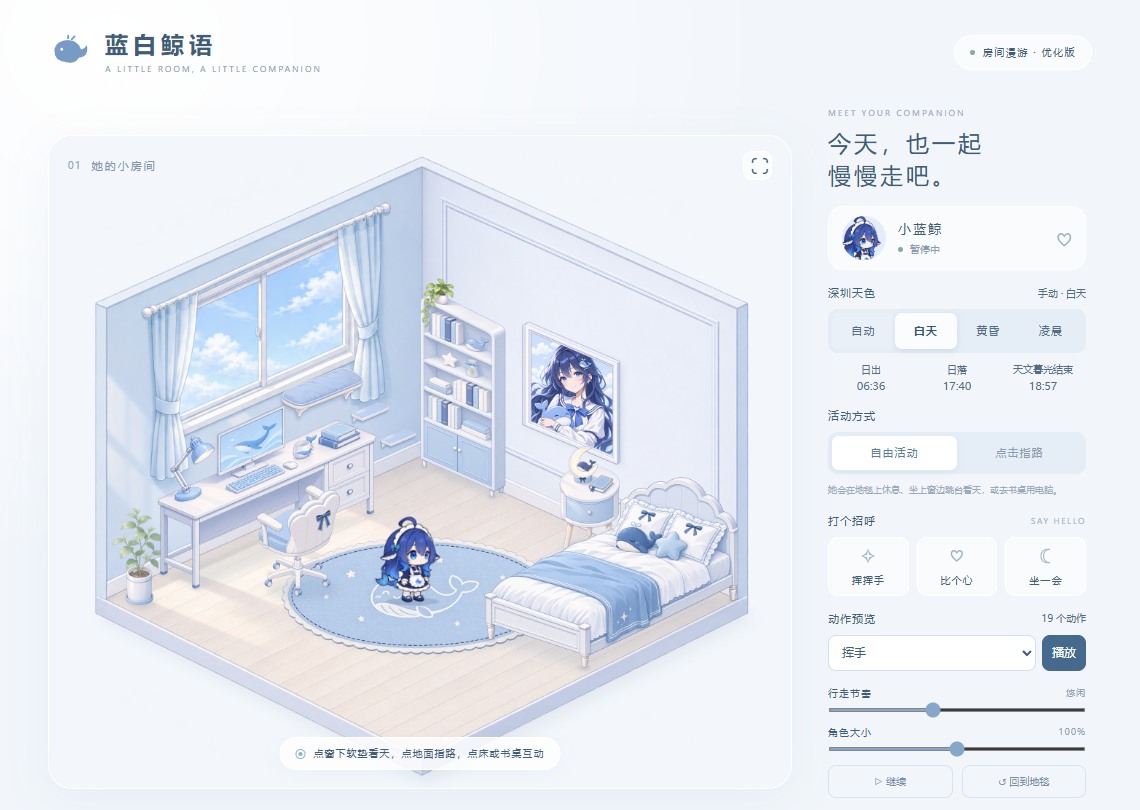 蓝白鲸语
A LITTLE ROOM, A LITTLE COMPANION
房间漫游 · 优化版
01 她的小房间
点窗下软垫看天，点地面指路，点床或书桌互动
MEET YOUR COMPANION
今天，也一起
慢慢走吧。
小蓝鲸
暂停中
深圳天色 手动 · 白天
自动 白天 黄昏 凌晨
日出 日落 天文暮光结束
06:36 17:40 18:57
活动方式
自由活动 点击指路
她会在地毯上休息、坐上窗边跳台看天，或去书桌用电脑。
打个招呼 SAY HELLO
挥挥手 比个心 坐一会
动作预览 19 个动作
挥手 播放
行走节奏 悠闲
角色大小 100%
继续 回到地毯